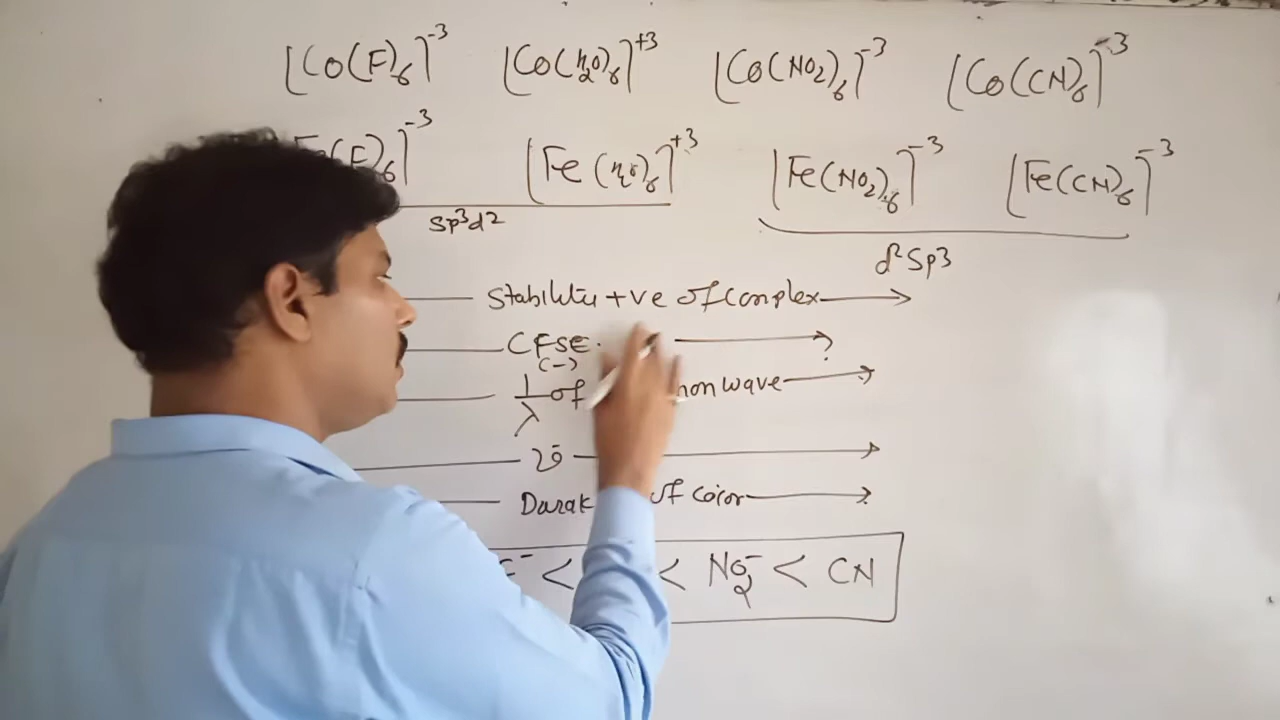 [Co(F)6]-3 [Co(H2O)6]+3 [Co(NO2)6]-3 [Co(CN)6]-3
Fe(F)6]-3 [Fe(H2O)6]+3 [Fe(NO2)6]-3 [Fe(CN)6]-3
sp3d2 d2sp3
Stability +ve of complex
CFSE
(-)
1/λ of wave
Darak of color
F- < < NO2- < CN